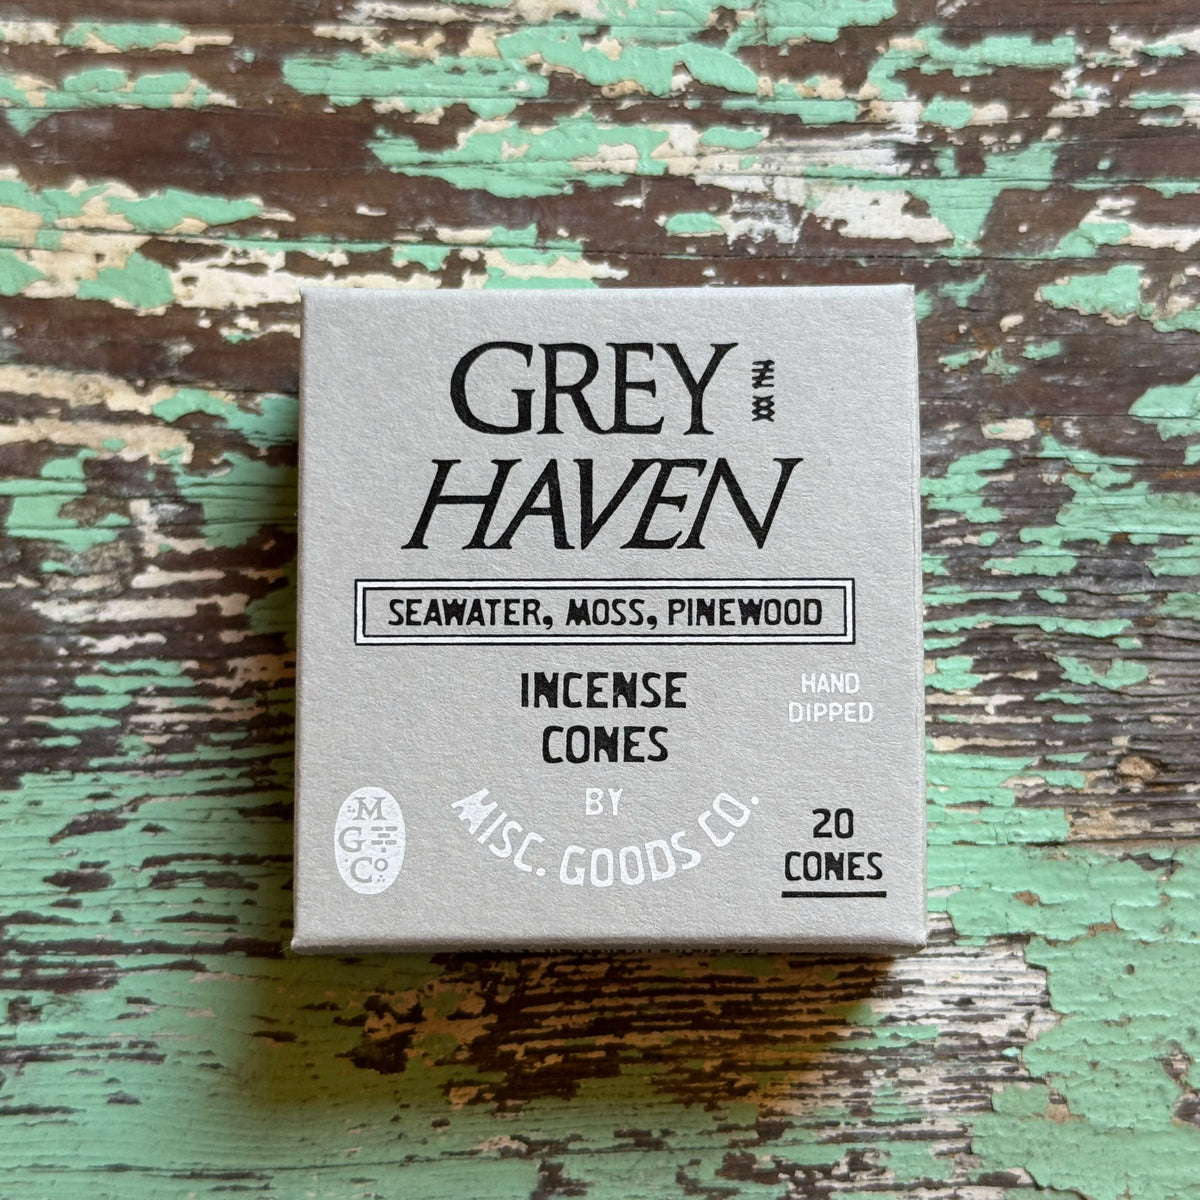 GREY
HAVEN
SEAWATER, MOSS, PINEWOOD
INCENSE
CONES
HAND
DIPPED
BY
MISC. GOODS CO.
M
G
Co
20
CONES